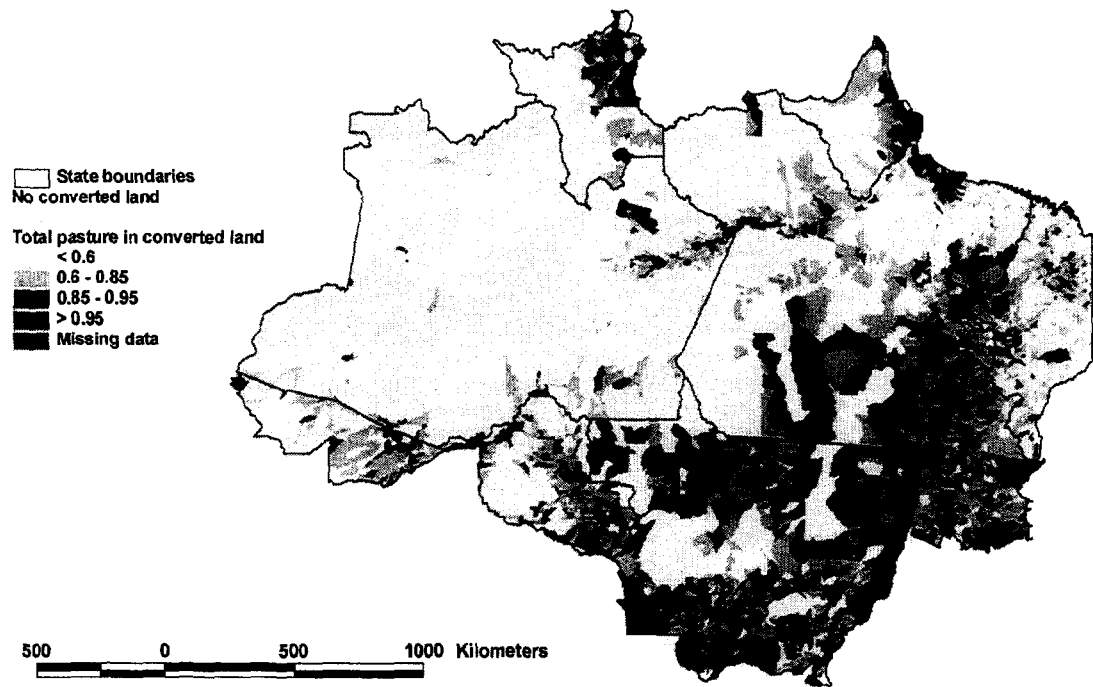 State boundaries
No converted land
Total pasture in converted land
< 0.6
0.6 - 0.85
0.85 - 0.95
> 0.95
Missing data
500 0 500 1000 Kilometers